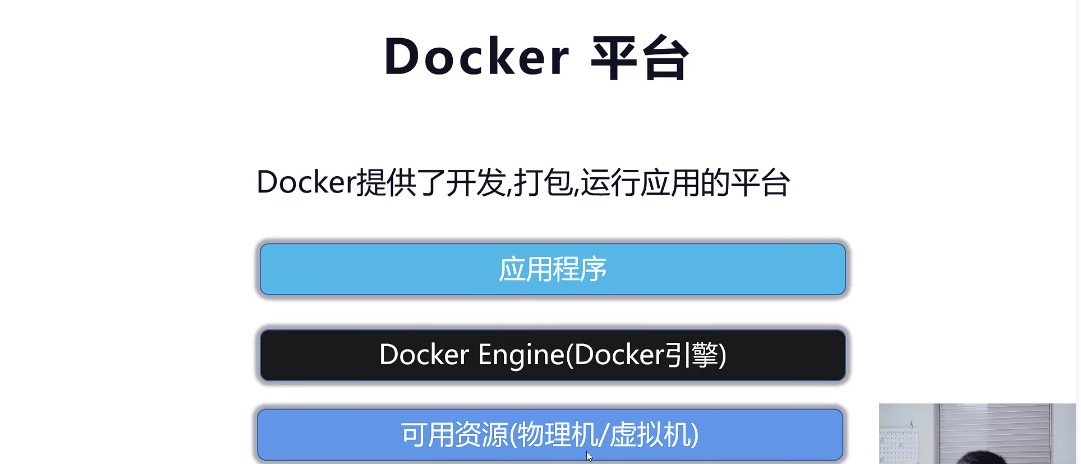 Docker 平台
Docker提供了开发,打包,运行应用的平台
应用程序
Docker Engine(Docker引擎)
可用资源(物理机/虚拟机)